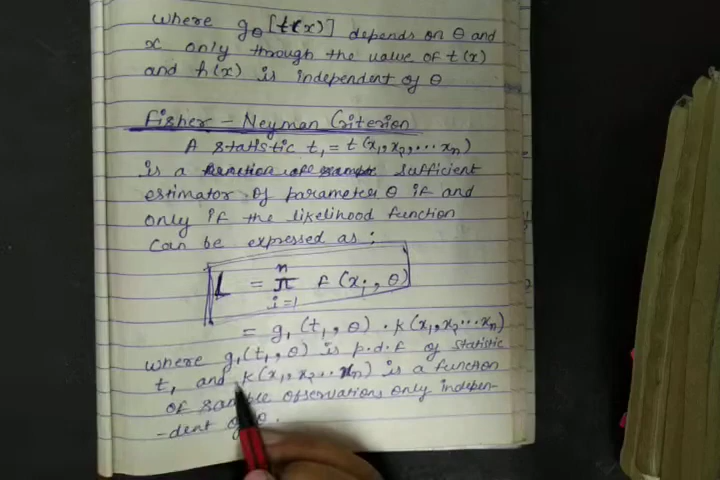 where gθ [t(x)] depends on θ and
x only through the value of t(x)
and h(x) is independent of θ
Fisher - Neyman Criterion
A statistic t₁ = t(x₁, x₂, ... xₙ)
is a sufficient
estimator of parameter θ if and
only if the likelihood function
can be expressed as :
L = π f(xᵢ, θ)
n
i=1
= g₁(t₁, θ) . k(x₁, x₂ ... xₙ)
where g₁(t₁, θ) is p.d.f of statistic
t₁ and k(x₁, x₂ ... xₙ) is a function
of sample observations only indepen-
-dent of θ.